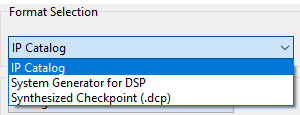 Format Selection
IP Catalog
IP Catalog
System Generator for DSP
Synthesized Checkpoint (.dcp)